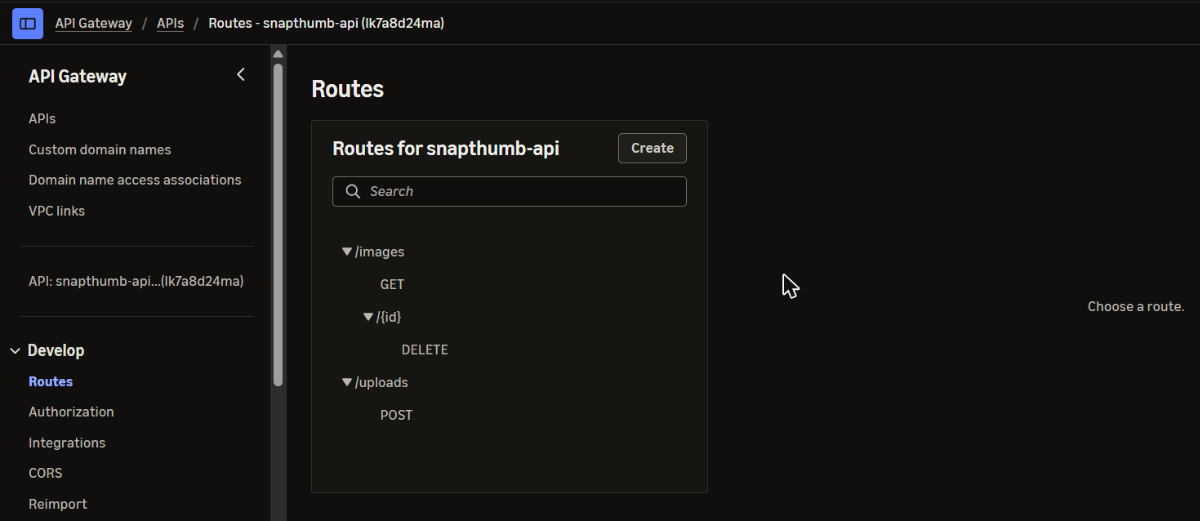 API Gateway / APIs / Routes - snapthumb-api (lk7a8d24ma)
API Gateway
APIs
Custom domain names
Domain name access associations
VPC links
API: snapthumb-api...(lk7a8d24ma)
Develop
Routes
Authorization
Integrations
CORS
Reimport
Routes
Routes for snapthumb-api
Create
Search
/images
GET
/{id}
DELETE
/uploads
POST
Choose a route.